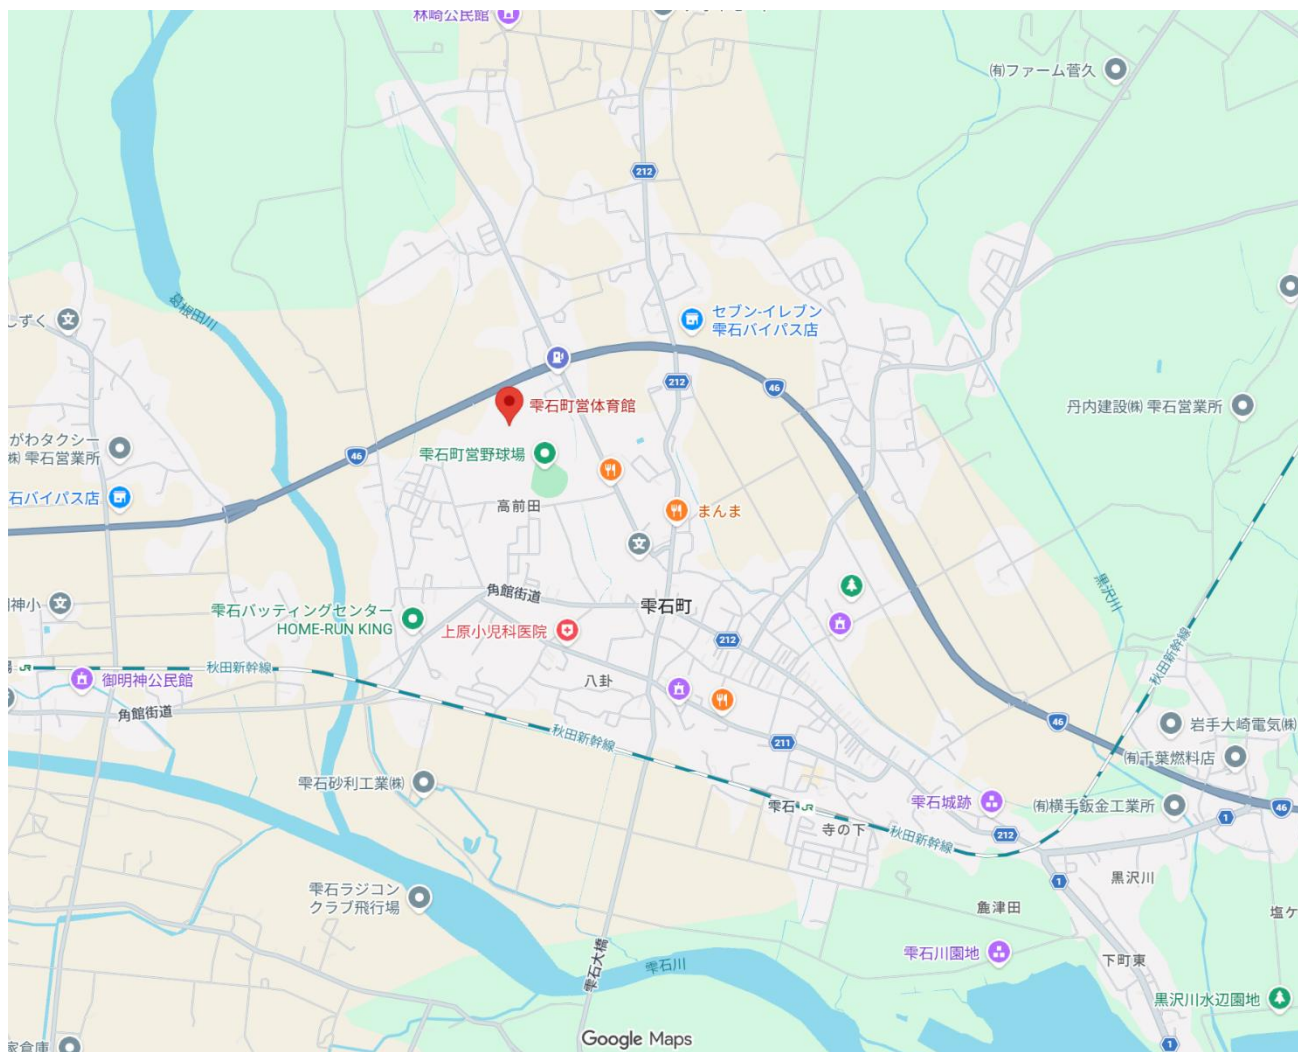 林崎公民館
㈲ファーム菅久
212
葛根田川
しずく
文
セブン-イレブン
雫石バイパス店
212
46
雫石町営体育館
丹内建設㈱ 雫石営業所
がわタクシー
㈱ 雫石営業所
46
雫石町営野球場
石バイパス店
高前田
まんま
文
黒沢川
明神小
文
角館街道
雫石町
雫石バッティングセンター
HOME-RUN KING
上原小児科医院
212
秋田新幹線
秋田新幹線
御明神公民館
八卦
角館街道
46
岩手大崎電気㈱
秋田新幹線
211
㈲千葉燃料店
雫石砂利工業㈱
雫石
雫石城跡
㈲横手鈑金工業所
46
1
寺の下
秋田新幹線
212
黒沢川
1
雫石ラジコン
クラブ飛行場
麁津田
塩ケ
雫石大橋
雫石川
雫石川園地
下町東
黒沢川水辺園地
家倉庫
Google Maps
1